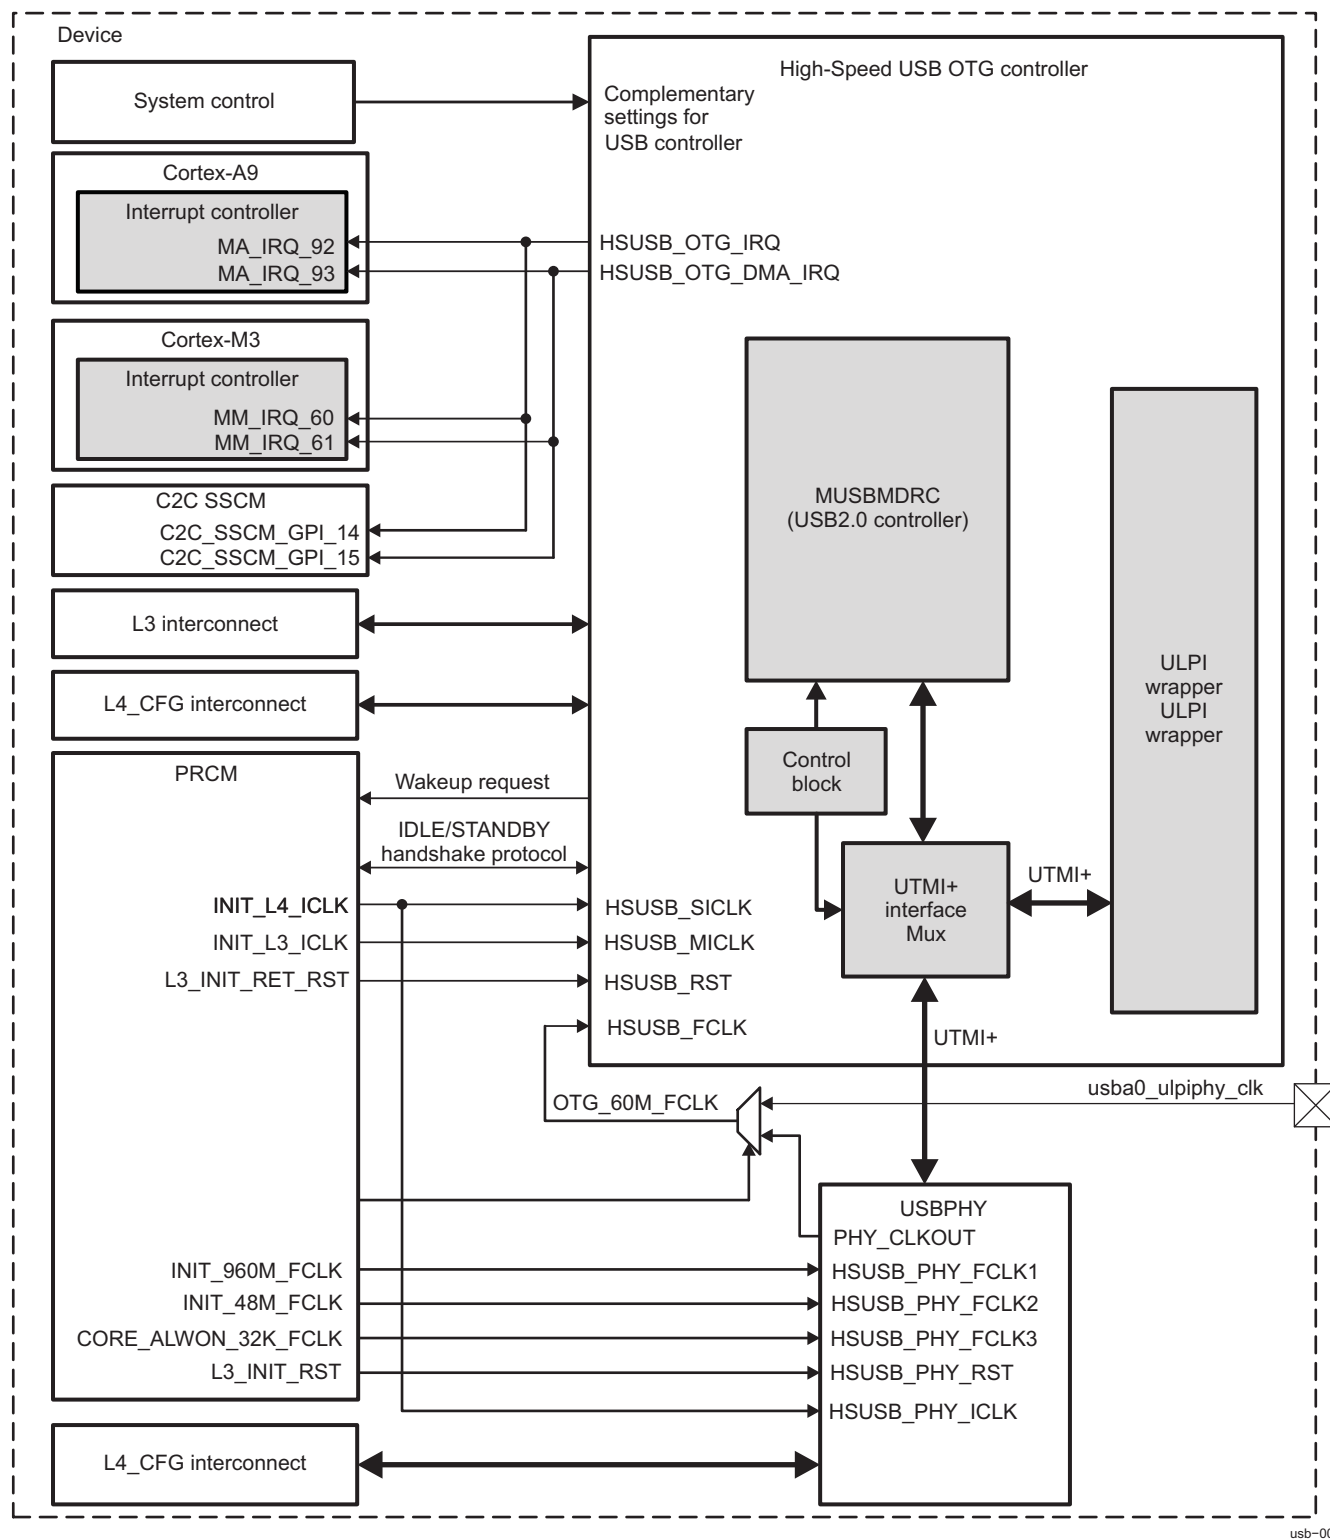 Device
System control
High-Speed USB OTG controller
Complementary
settings for
USB controller
Cortex-A9
Interrupt controller
MA_IRQ_92
MA_IRQ_93
HSUSB_OTG_IRQ
HSUSB_OTG_DMA_IRQ
Cortex-M3
Interrupt controller
MM_IRQ_60
MM_IRQ_61
C2C SSCM
C2C_SSCM_GPI_14
C2C_SSCM_GPI_15
MUSBMDRC
(USB2.0 controller)
L3 interconnect
L4_CFG interconnect
ULPI
wrapper
ULPI
wrapper
Control
block
PRCM
Wakeup request
IDLE/STANDBY
handshake protocol
UTMI+
interface
Mux
UTMI+
INIT_L4_ICLK
HSUSB_SICLK
INIT_L3_ICLK
HSUSB_MICLK
L3_INIT_RET_RST
HSUSB_RST
HSUSB_FCLK
UTMI+
OTG_60M_FCLK
usba0_ulpiphy_clk
USBPHY
PHY_CLKOUT
INIT_960M_FCLK
HSUSB_PHY_FCLK1
INIT_48M_FCLK
HSUSB_PHY_FCLK2
CORE_ALWON_32K_FCLK
HSUSB_PHY_FCLK3
L3_INIT_RST
HSUSB_PHY_RST
HSUSB_PHY_ICLK
L4_CFG interconnect